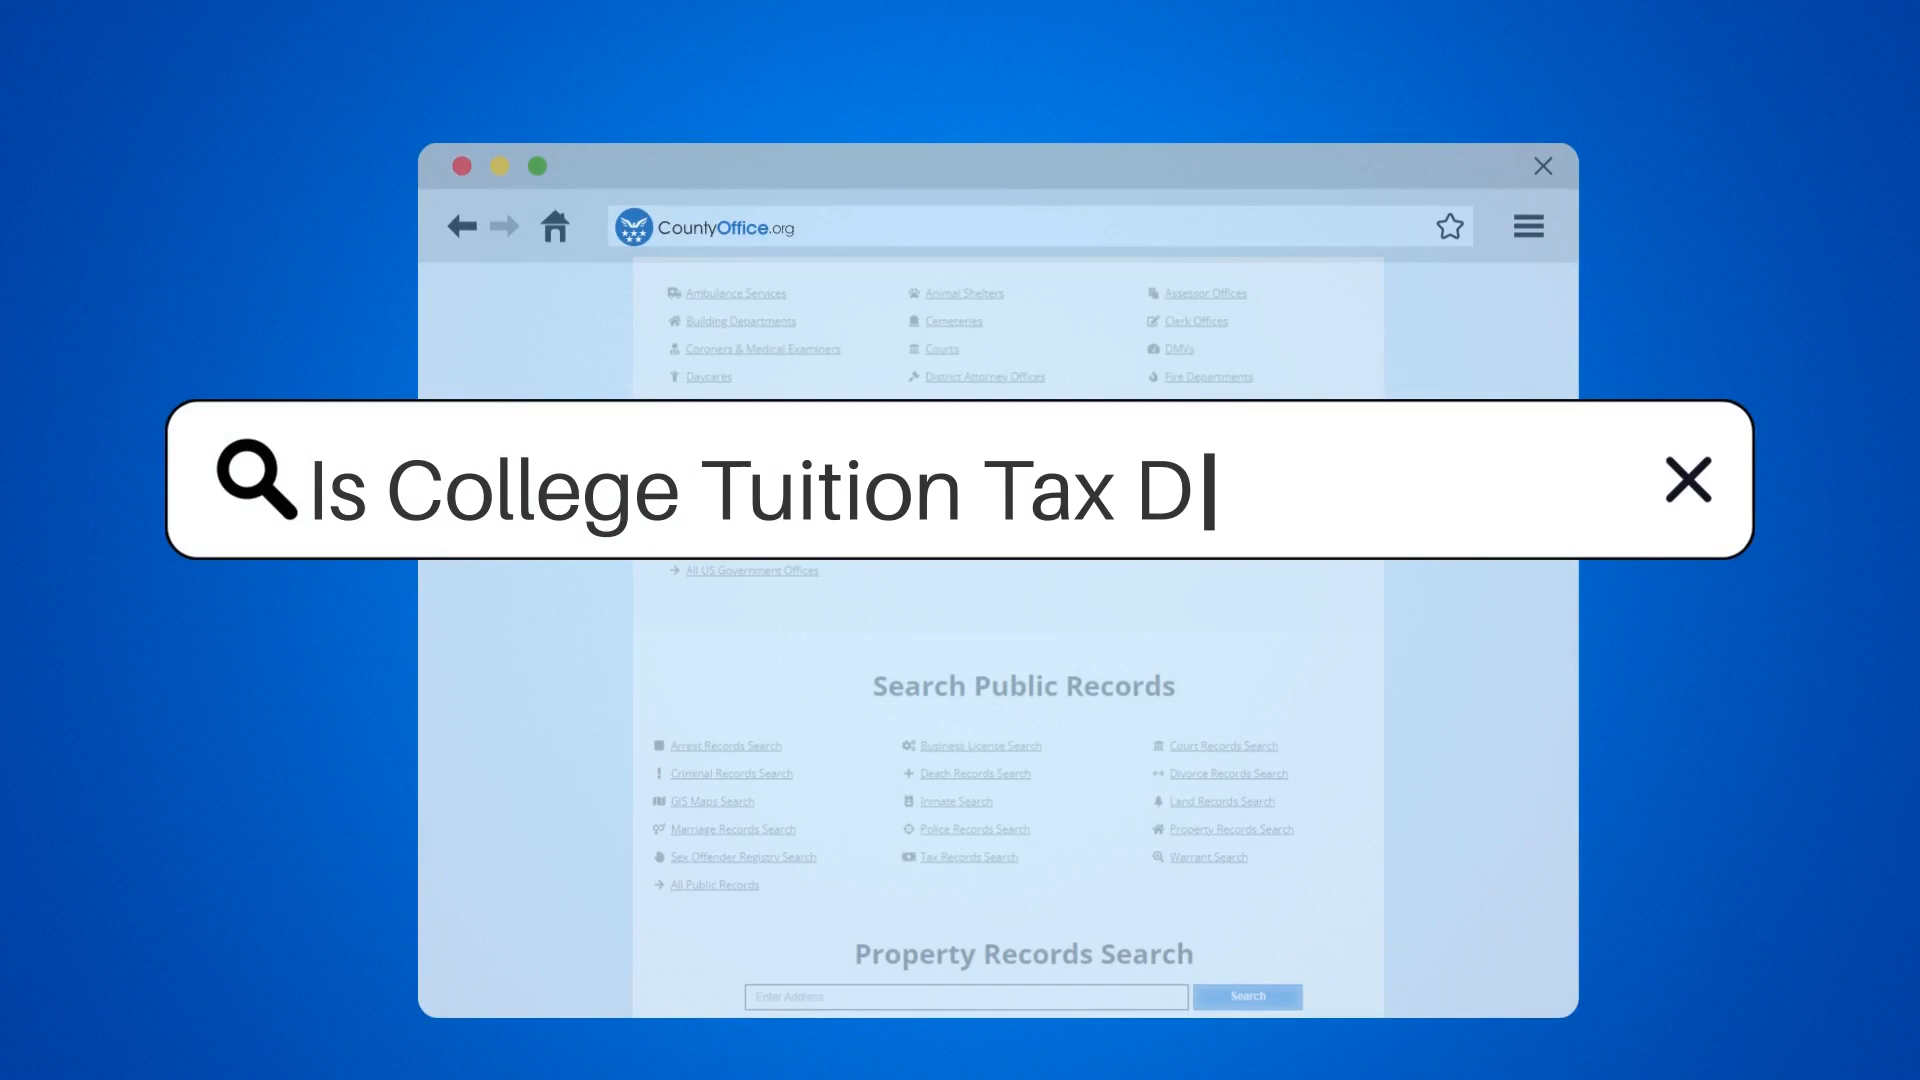 CountyOffice.org
Ambulance Services Animal Shelters Assessor Offices
Building Departments Cemeteries Clerk Offices
Coroners & Medical Examiners Courts DMVs
Daycares District Attorney Offices Fire Departments
Is College Tuition Tax D
All US Government Offices
Search Public Records
Arrest Records Search Business License Search Court Records Search
Criminal Records Search Death Records Search Divorce Records Search
GIS Maps Search Inmate Search Land Records Search
Marriage Records Search Police Records Search Property Records Search
Sex Offender Registry Search Tax Records Search Warrant Search
All Public Records
Property Records Search
Enter Address Search